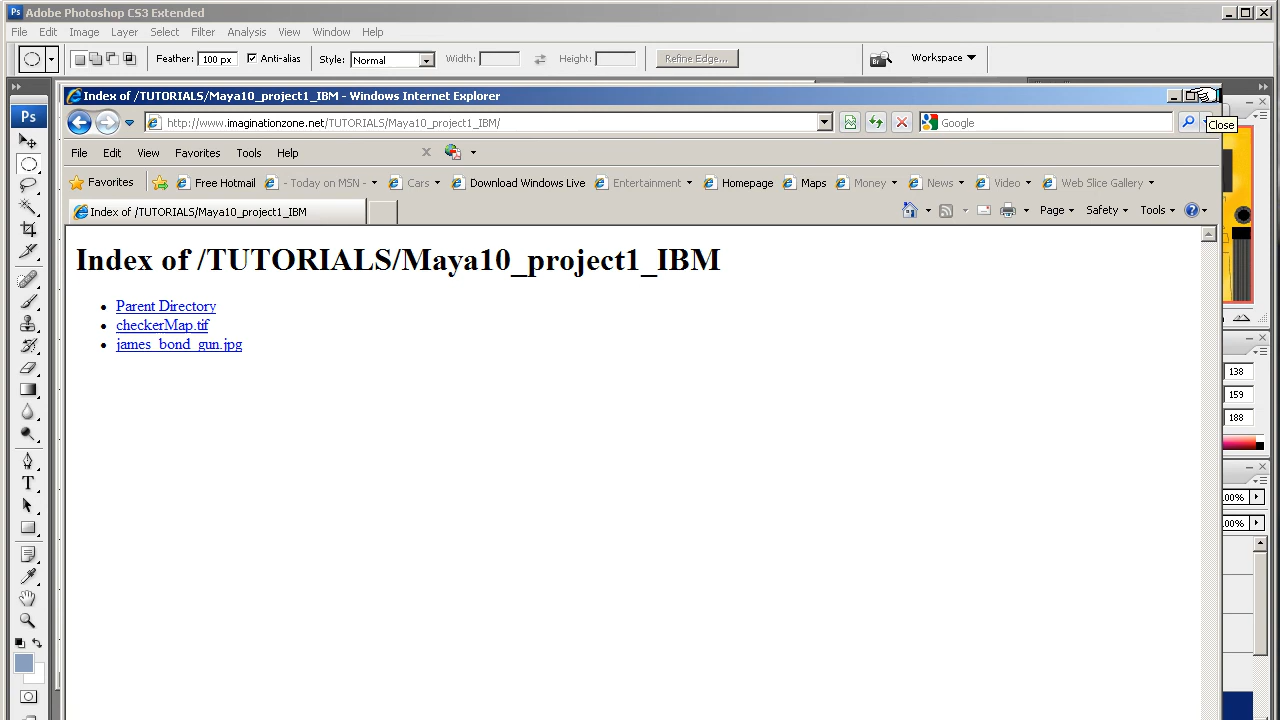 Ps Adobe Photoshop CS3 Extended
File Edit Image Layer Select Filter Analysis View Window Help
Feather: 100 px Anti-alias Style: Normal Width: Height: Refine Edge... Br Workspace
Ps
Index of /TUTORIALS/Maya10_project1_IBM - Windows Internet Explorer
http://www.imaginationzone.net/TUTORIALS/Maya10_project1_IBM/ Google
Close
File Edit View Favorites Tools Help
Favorites Free Hotmail - Today on MSN - Cars Download Windows Live Entertainment Homepage Maps Money News Video Web Slice Gallery
Index of /TUTORIALS/Maya10_project1_IBM Page Safety Tools
Index of /TUTORIALS/Maya10_project1_IBM
Parent Directory
checkerMap.tif
james_bond_gun.jpg
138
159
188
T
100%
100%